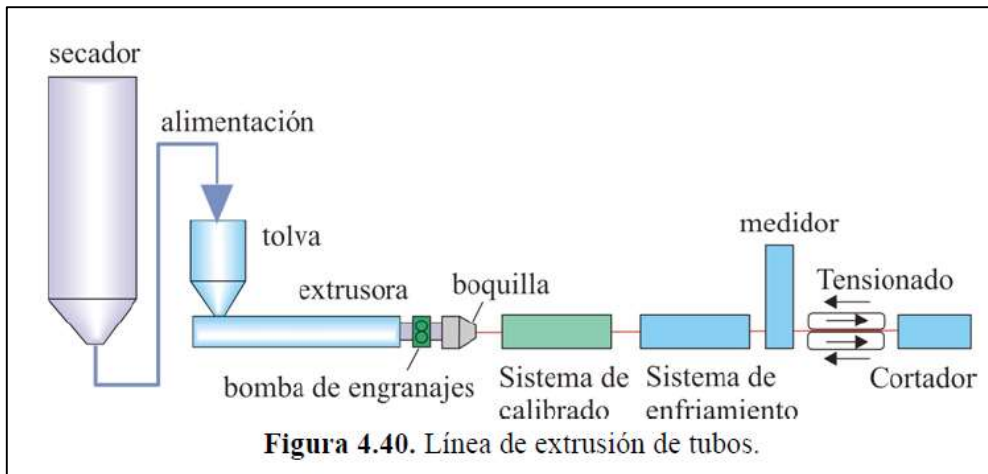 secador
alimentación
tolva
extrusora
boquilla
medidor
Tensionado
bomba de engranajes
Sistema de
calibrado
Sistema de
enfriamiento
Cortador
Figura 4.40. Línea de extrusión de tubos.